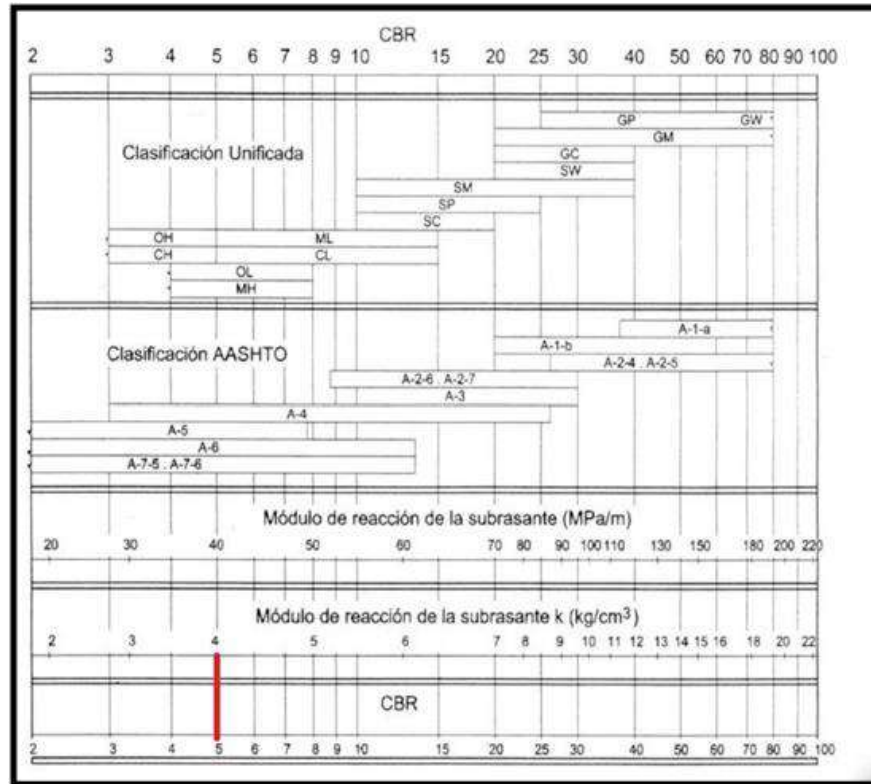 CBR
2 3 4 5 6 7 8 9 10 15 20 25 30 40 50 60 70 80 90 100
GP GW
Clasificación Unificada
GM
GC
SW
SM
SP
SC
OH ML
CH CL
OL
MH
A-1-a
Clasificación AASHTO
A-1-b
A-2-4 . A-2-5
A-2-6 . A-2-7
A-3
A-4
A-5
A-6
A-7-5 . A-7-6
Módulo de reacción de la subrasante (MPa/m)
20 30 40 50 60 70 80 90 100 110 130 150 180 200 220
Módulo de reacción de la subrasante k (kg/cm³)
2 3 4 5 6 7 8 9 10 11 12 13 14 15 16 18 20 22
CBR
2 3 4 5 6 7 8 9 10 15 20 25 30 40 50 60 70 80 90 100